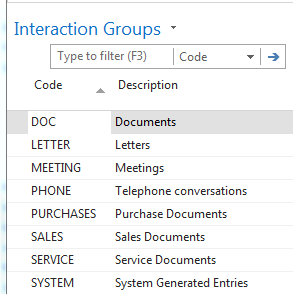 Interaction Groups
Type to filter (F3) Code
Code Description
DOC Documents
LETTER Letters
MEETING Meetings
PHONE Telephone conversations
PURCHASES Purchase Documents
SALES Sales Documents
SERVICE Service Documents
SYSTEM System Generated Entries